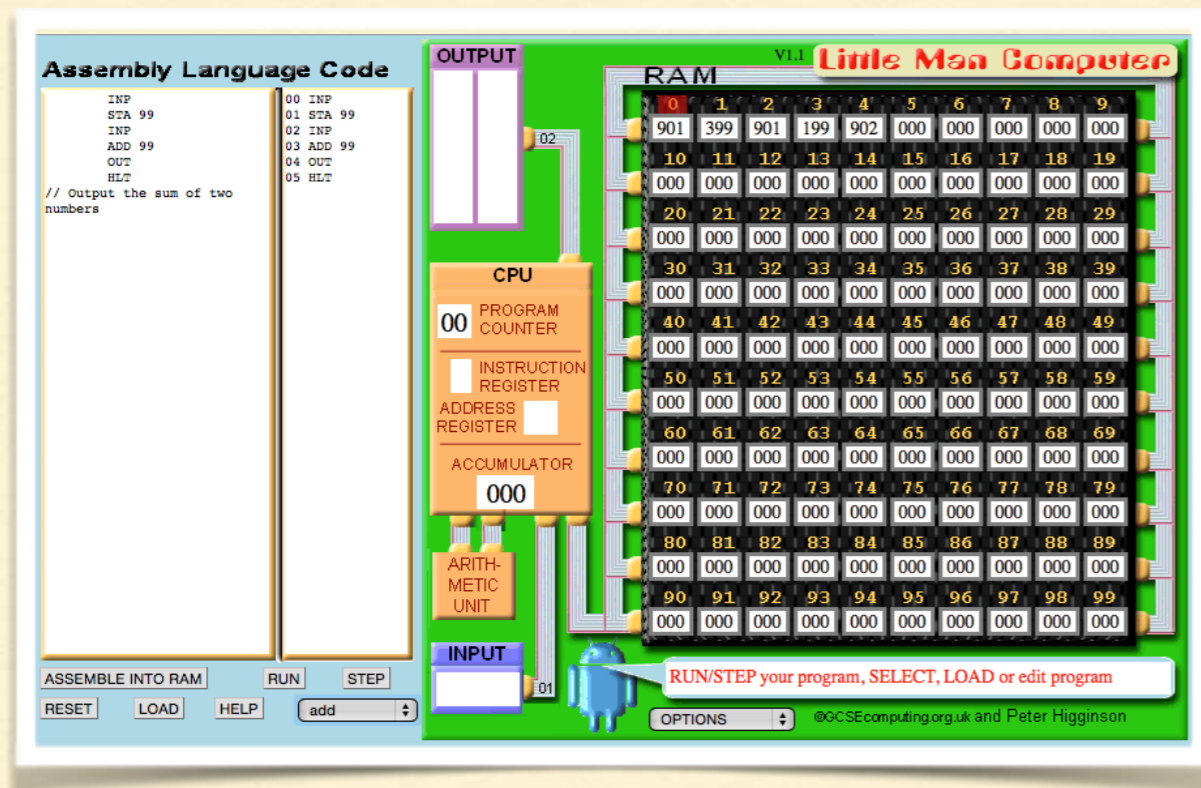 Assembly Language Code
INP
STA 99
INP
ADD 99
OUT
HLT
// Output the sum of two
numbers
00 INP
01 STA 99
02 INP
03 ADD 99
04 OUT
05 HLT
ASSEMBLE INTO RAM RUN STEP
RESET LOAD HELP add
OUTPUT
02
CPU
00 PROGRAM
COUNTER
INSTRUCTION
REGISTER
ADDRESS
REGISTER
ACCUMULATOR
000
ARITH-
METIC
UNIT
INPUT
01
V1.1 Little Man Computer
RAM
0 1 2 3 4 5 6 7 8 9
901 399 901 199 902 000 000 000 000 000
10 11 12 13 14 15 16 17 18 19
000 000 000 000 000 000 000 000 000 000
20 21 22 23 24 25 26 27 28 29
000 000 000 000 000 000 000 000 000 000
30 31 32 33 34 35 36 37 38 39
000 000 000 000 000 000 000 000 000 000
40 41 42 43 44 45 46 47 48 49
000 000 000 000 000 000 000 000 000 000
50 51 52 53 54 55 56 57 58 59
000 000 000 000 000 000 000 000 000 000
60 61 62 63 64 65 66 67 68 69
000 000 000 000 000 000 000 000 000 000
70 71 72 73 74 75 76 77 78 79
000 000 000 000 000 000 000 000 000 000
80 81 82 83 84 85 86 87 88 89
000 000 000 000 000 000 000 000 000 000
90 91 92 93 94 95 96 97 98 99
000 000 000 000 000 000 000 000 000 000
RUN/STEP your program, SELECT, LOAD or edit program
OPTIONS ©GCSEcomputing.org.uk and Peter Higginson